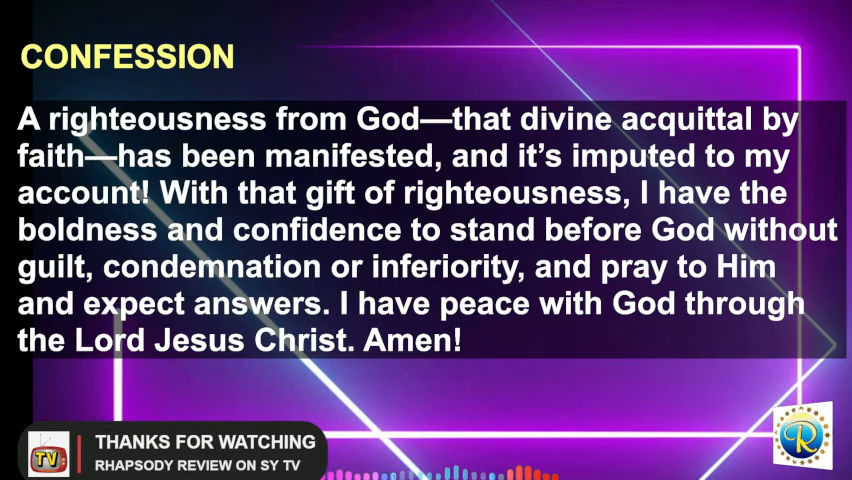 CONFESSION
A righteousness from God—that divine acquittal by
faith—has been manifested, and it’s imputed to my
account! With that gift of righteousness, I have the
boldness and confidence to stand before God without
guilt, condemnation or inferiority, and pray to Him
and expect answers. I have peace with God through
the Lord Jesus Christ. Amen!
TV
THANKS FOR WATCHING
RHAPSODY REVIEW ON SY TV
R